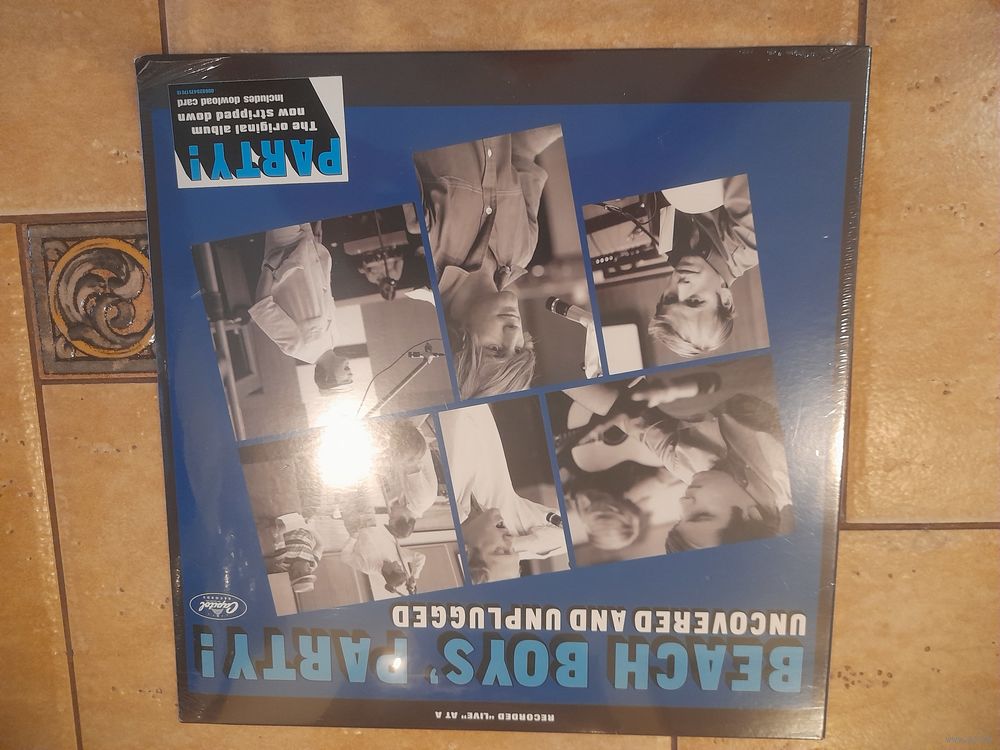 RECORDED "LIVE" AT A
BEACH BOYS' PARTY!
UNCOVERED AND UNPLUGGED
Capitol
RECORDS
PARTY!
The original album
now stripped down
Includes dowload card